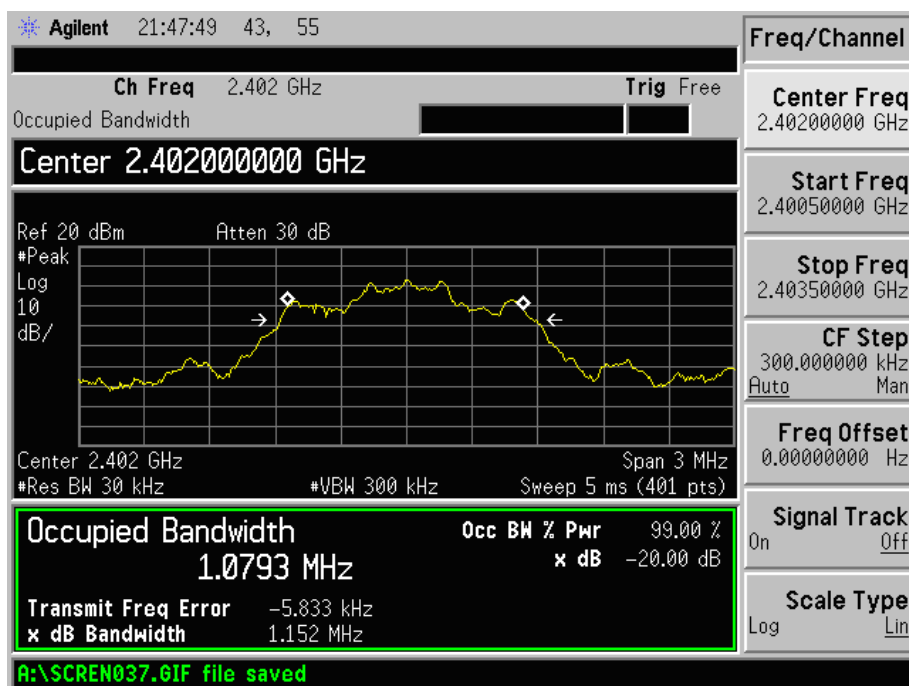 Agilent 21:47:49 43, 55
Ch Freq 2.402 GHz Trig Free
Occupied Bandwidth
Center 2.402000000 GHz
Ref 20 dBm Atten 30 dB
#Peak
Log
10
dB/
Center 2.402 GHz Span 3 MHz
#Res BW 30 kHz #VBW 300 kHz Sweep 5 ms (401 pts)
Occupied Bandwidth
1.0793 MHz
Occ BW % Pwr 99.00 %
x dB -20.00 dB
Transmit Freq Error -5.833 kHz
x dB Bandwidth 1.152 MHz
A:\SCREN037.GIF file saved
Freq/Channel
Center Freq
2.40200000 GHz
Start Freq
2.40050000 GHz
Stop Freq
2.40350000 GHz
CF Step
300.000000 kHz
Auto Man
Freq Offset
0.00000000 Hz
Signal Track
On Off
Scale Type
Log Lin